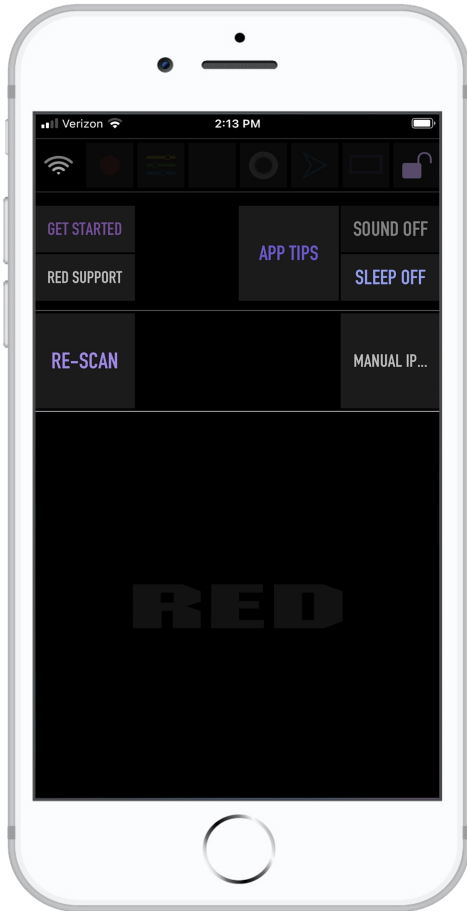 Verizon 2:13 PM
GET STARTED
RED SUPPORT
APP TIPS
SOUND OFF
SLEEP OFF
RE-SCAN
MANUAL IP...
RED